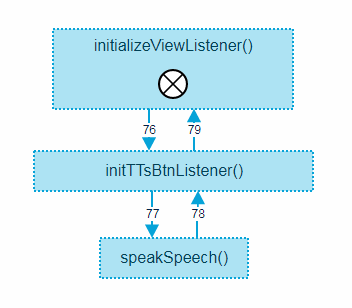 initializeViewListener()
76 79
initTTsBtnListener()
77 78
speakSpeech()